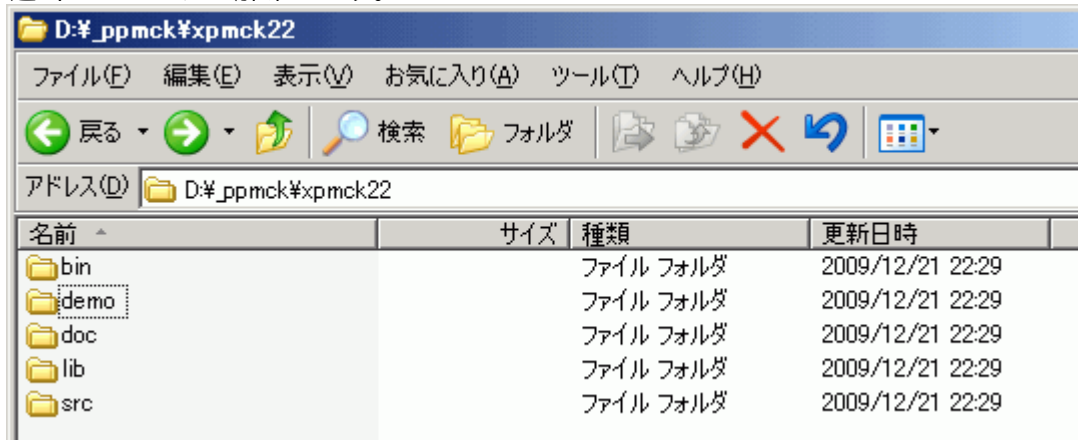 D:¥_ppmck¥xpmck22
ファイル(F) 編集(E) 表示(V) お気に入り(A) ツール(T) ヘルプ(H)
戻る 検索 フォルダ
アドレス(D) D:¥_ppmck¥xpmck22
名前 サイズ 種類 更新日時
bin ファイル フォルダ 2009/12/21 22:29
demo ファイル フォルダ 2009/12/21 22:29
doc ファイル フォルダ 2009/12/21 22:29
lib ファイル フォルダ 2009/12/21 22:29
src ファイル フォルダ 2009/12/21 22:29